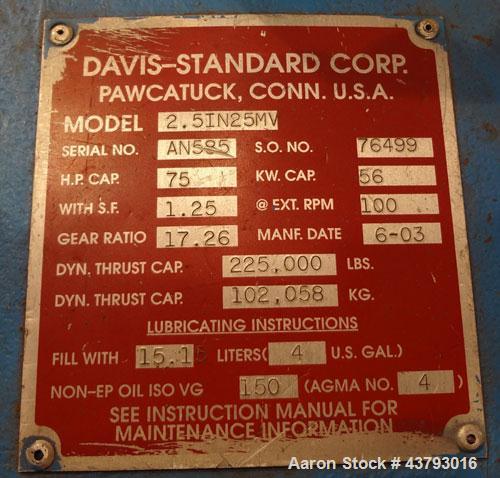 DAVIS-STANDARD CORP.
PAWCATUCK, CONN. U.S.A.
MODEL 2.5IN25MV
SERIAL NO. AN585 S.O. NO. 76499
H.P. CAP. 75 KW. CAP. 56
WITH S.F. 1.25 @ EXT. RPM 100
GEAR RATIO 17.26 MANF. DATE 6-03
DYN. THRUST CAP. 225,000 LBS.
DYN. THRUST CAP. 102,058 KG.
LUBRICATING INSTRUCTIONS
FILL WITH 15.15 LITERS( 4 U.S. GAL.)
NON-EP OIL ISO VG 150 (AGMA NO. 4 )
SEE INSTRUCTION MANUAL FOR
MAINTENANCE INFORMATION
Aaron Stock # 43793016